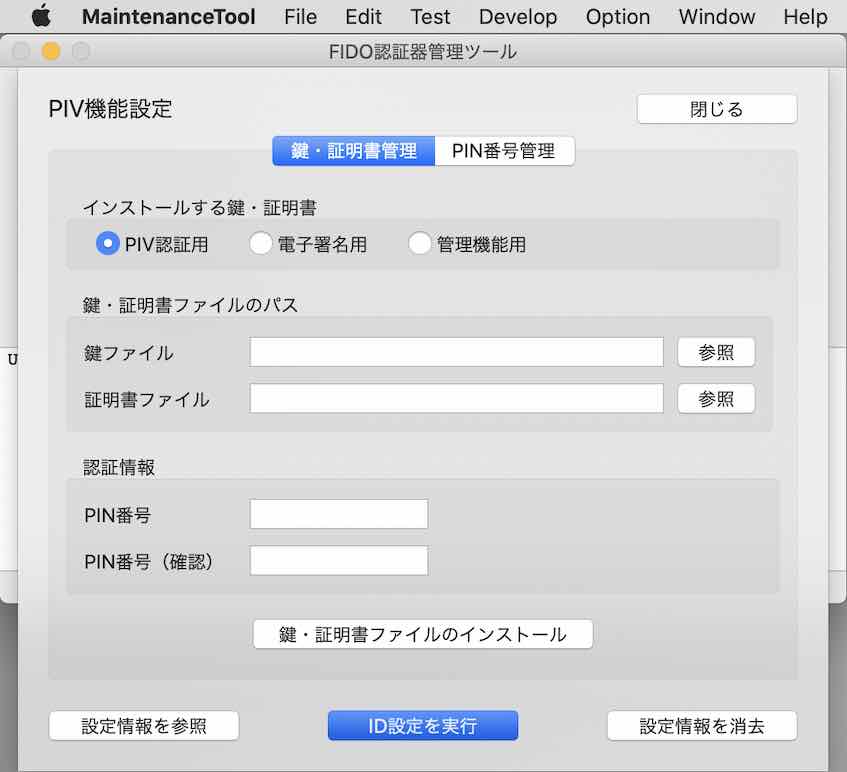 MaintenanceTool File Edit Test Develop Option Window Help
FIDO認証器管理ツール
PIV機能設定 閉じる
鍵・証明書管理 PIN番号管理
インストールする鍵・証明書
PIV認証用 電子署名用 管理機能用
鍵・証明書ファイルのパス
U
鍵ファイル 参照
証明書ファイル 参照
認証情報
PIN番号
PIN番号（確認）
鍵・証明書ファイルのインストール
設定情報を参照 ID設定を実行 設定情報を消去